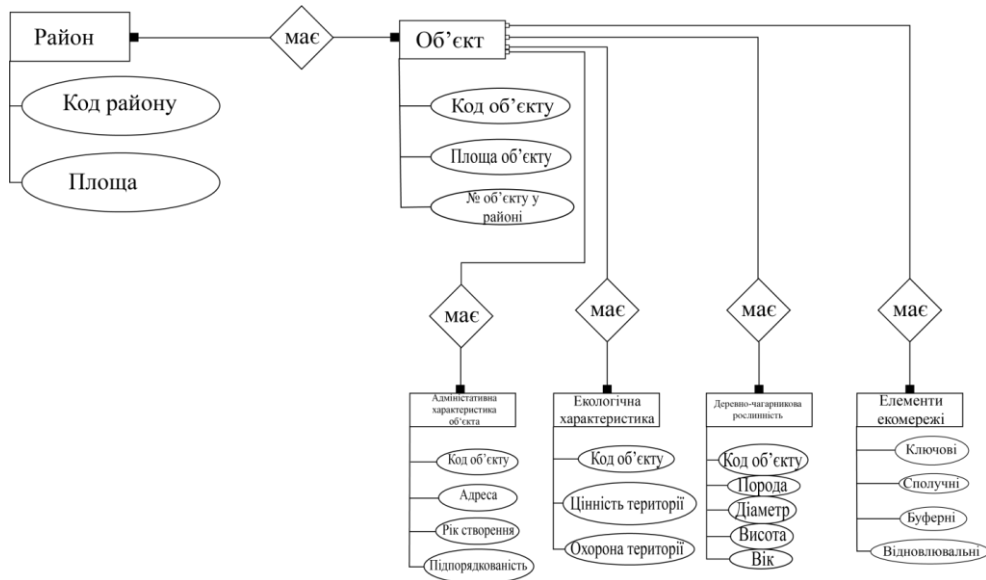 Район
має
Об’єкт
Код району
Площа
Код об’єкту
Площа об’єкту
№ об’єкту у
районі
має
має
має
має
Адміністативна
характеристика
об’єкта
Код об’єкту
Адреса
Рік створення
Підпорядкованість
Екологічна
характеристика
Код об’єкту
Цінність території
Охорона території
Деревно-чагарникова
рослинність
Код об’єкту
Порода
Діаметр
Висота
Вік
Елементи
екомережі
Ключові
Сполучні
Буферні
Відновлювальні